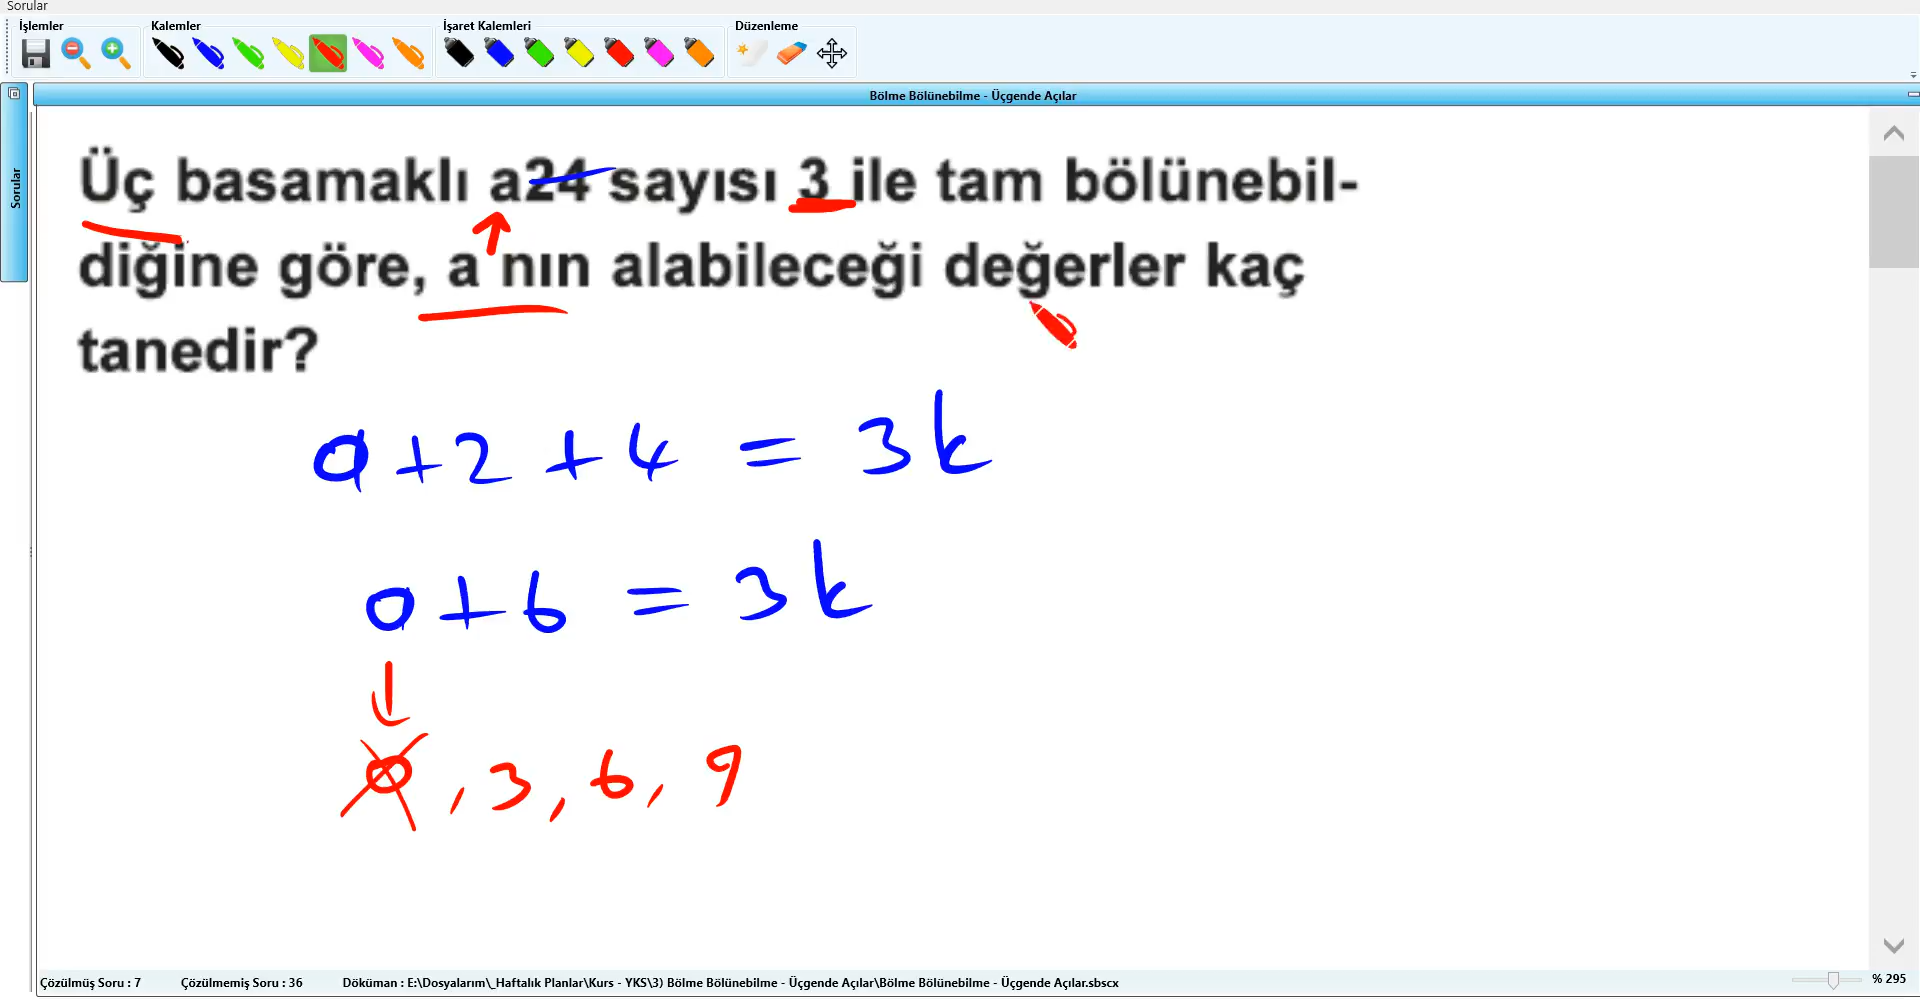 Sorular
İşlemler
Kalemler
İşaret Kalemleri
Düzenleme
Sorular
Bölme Bölünebilme - Üçgende Açılar
Üç basamaklı a24 sayısı 3 ile tam bölünebil-
diğine göre, a nın alabileceği değerler kaç
tanedir?
a + 2 + 4 = 3k
a + 6 = 3k
0, 3, 6, 9
Çözülmüş Soru : 7
Çözülmemiş Soru : 36
Döküman : E:\Dosyalarım\_Haftalık Planlar\Kurs - YKS\3) Bölme Bölünebilme - Üçgende Açılar\Bölme Bölünebilme - Üçgende Açılar.sbscx
% 295